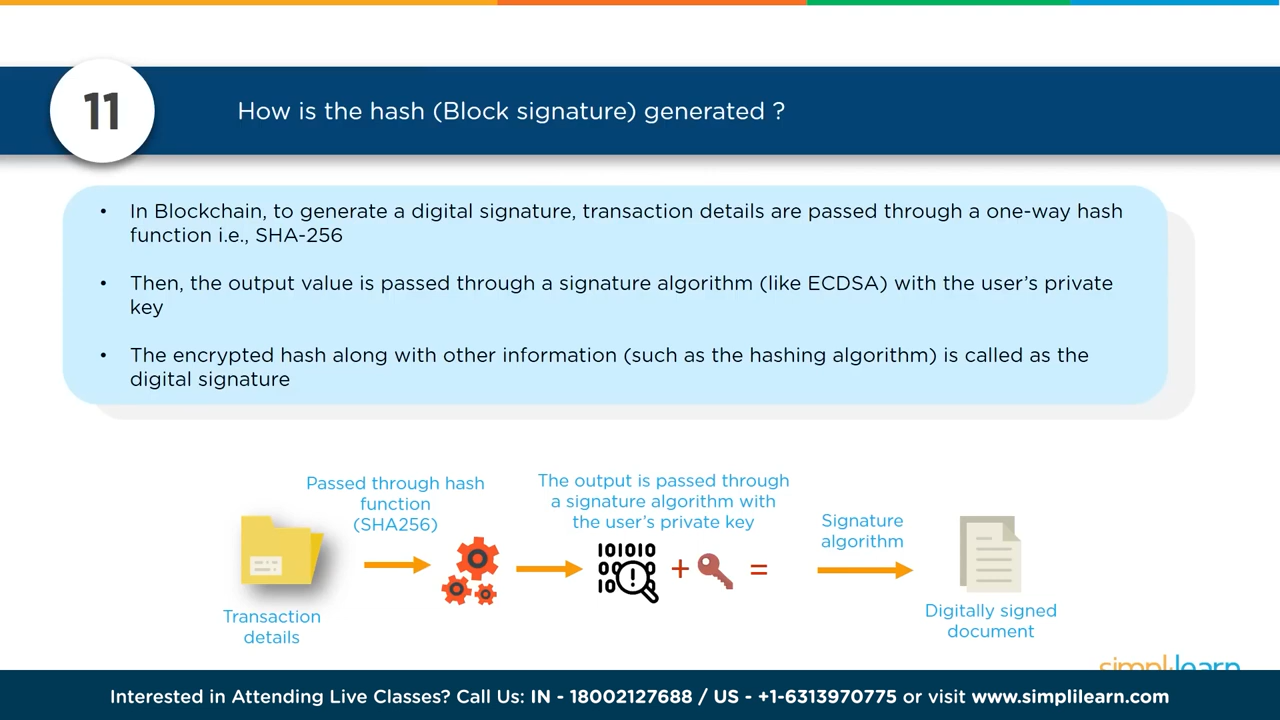 11
How is the hash (Block signature) generated ?
• In Blockchain, to generate a digital signature, transaction details are passed through a one-way hash
function i.e., SHA-256
• Then, the output value is passed through a signature algorithm (like ECDSA) with the user's private
key
• The encrypted hash along with other information (such as the hashing algorithm) is called as the
digital signature
Passed through hash
function
(SHA256)
The output is passed through
a signature algorithm with
the user's private key
Signature
algorithm
01010
+
=
Transaction
details
Digitally signed
document
simplilearn
Interested in Attending Live Classes? Call Us: IN - 18002127688 / US - +1-6313970775 or visit www.simplilearn.com